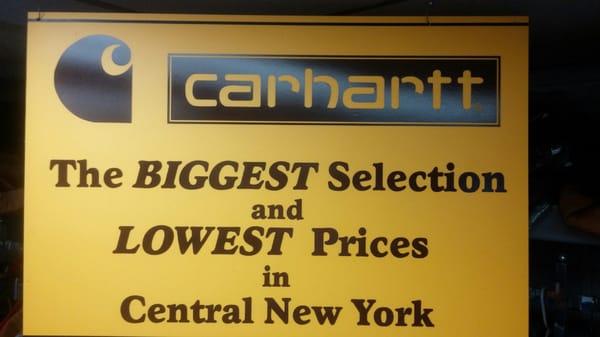 carhartt
The BIGGEST Selection
and
LOWEST Prices
in
Central New York